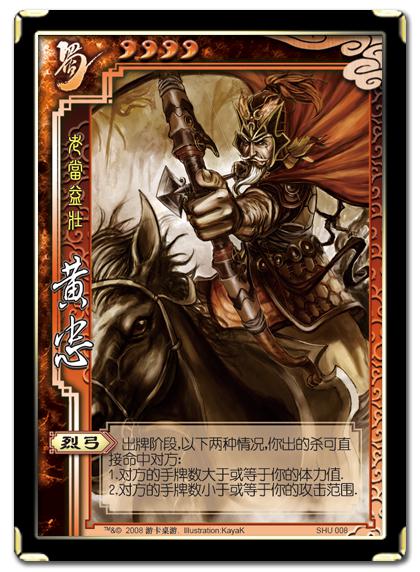 蜀
老當益壯
黄忠
烈弓
出牌阶段,以下两种情况,你出的杀可直
接命中对方:
1.对方的手牌数大于或等于你的体力值.
2.对方的手牌数小于或等于你的攻击范围.
™&© 2008 游卡桌游. Illustration:KayaK
SHU 008